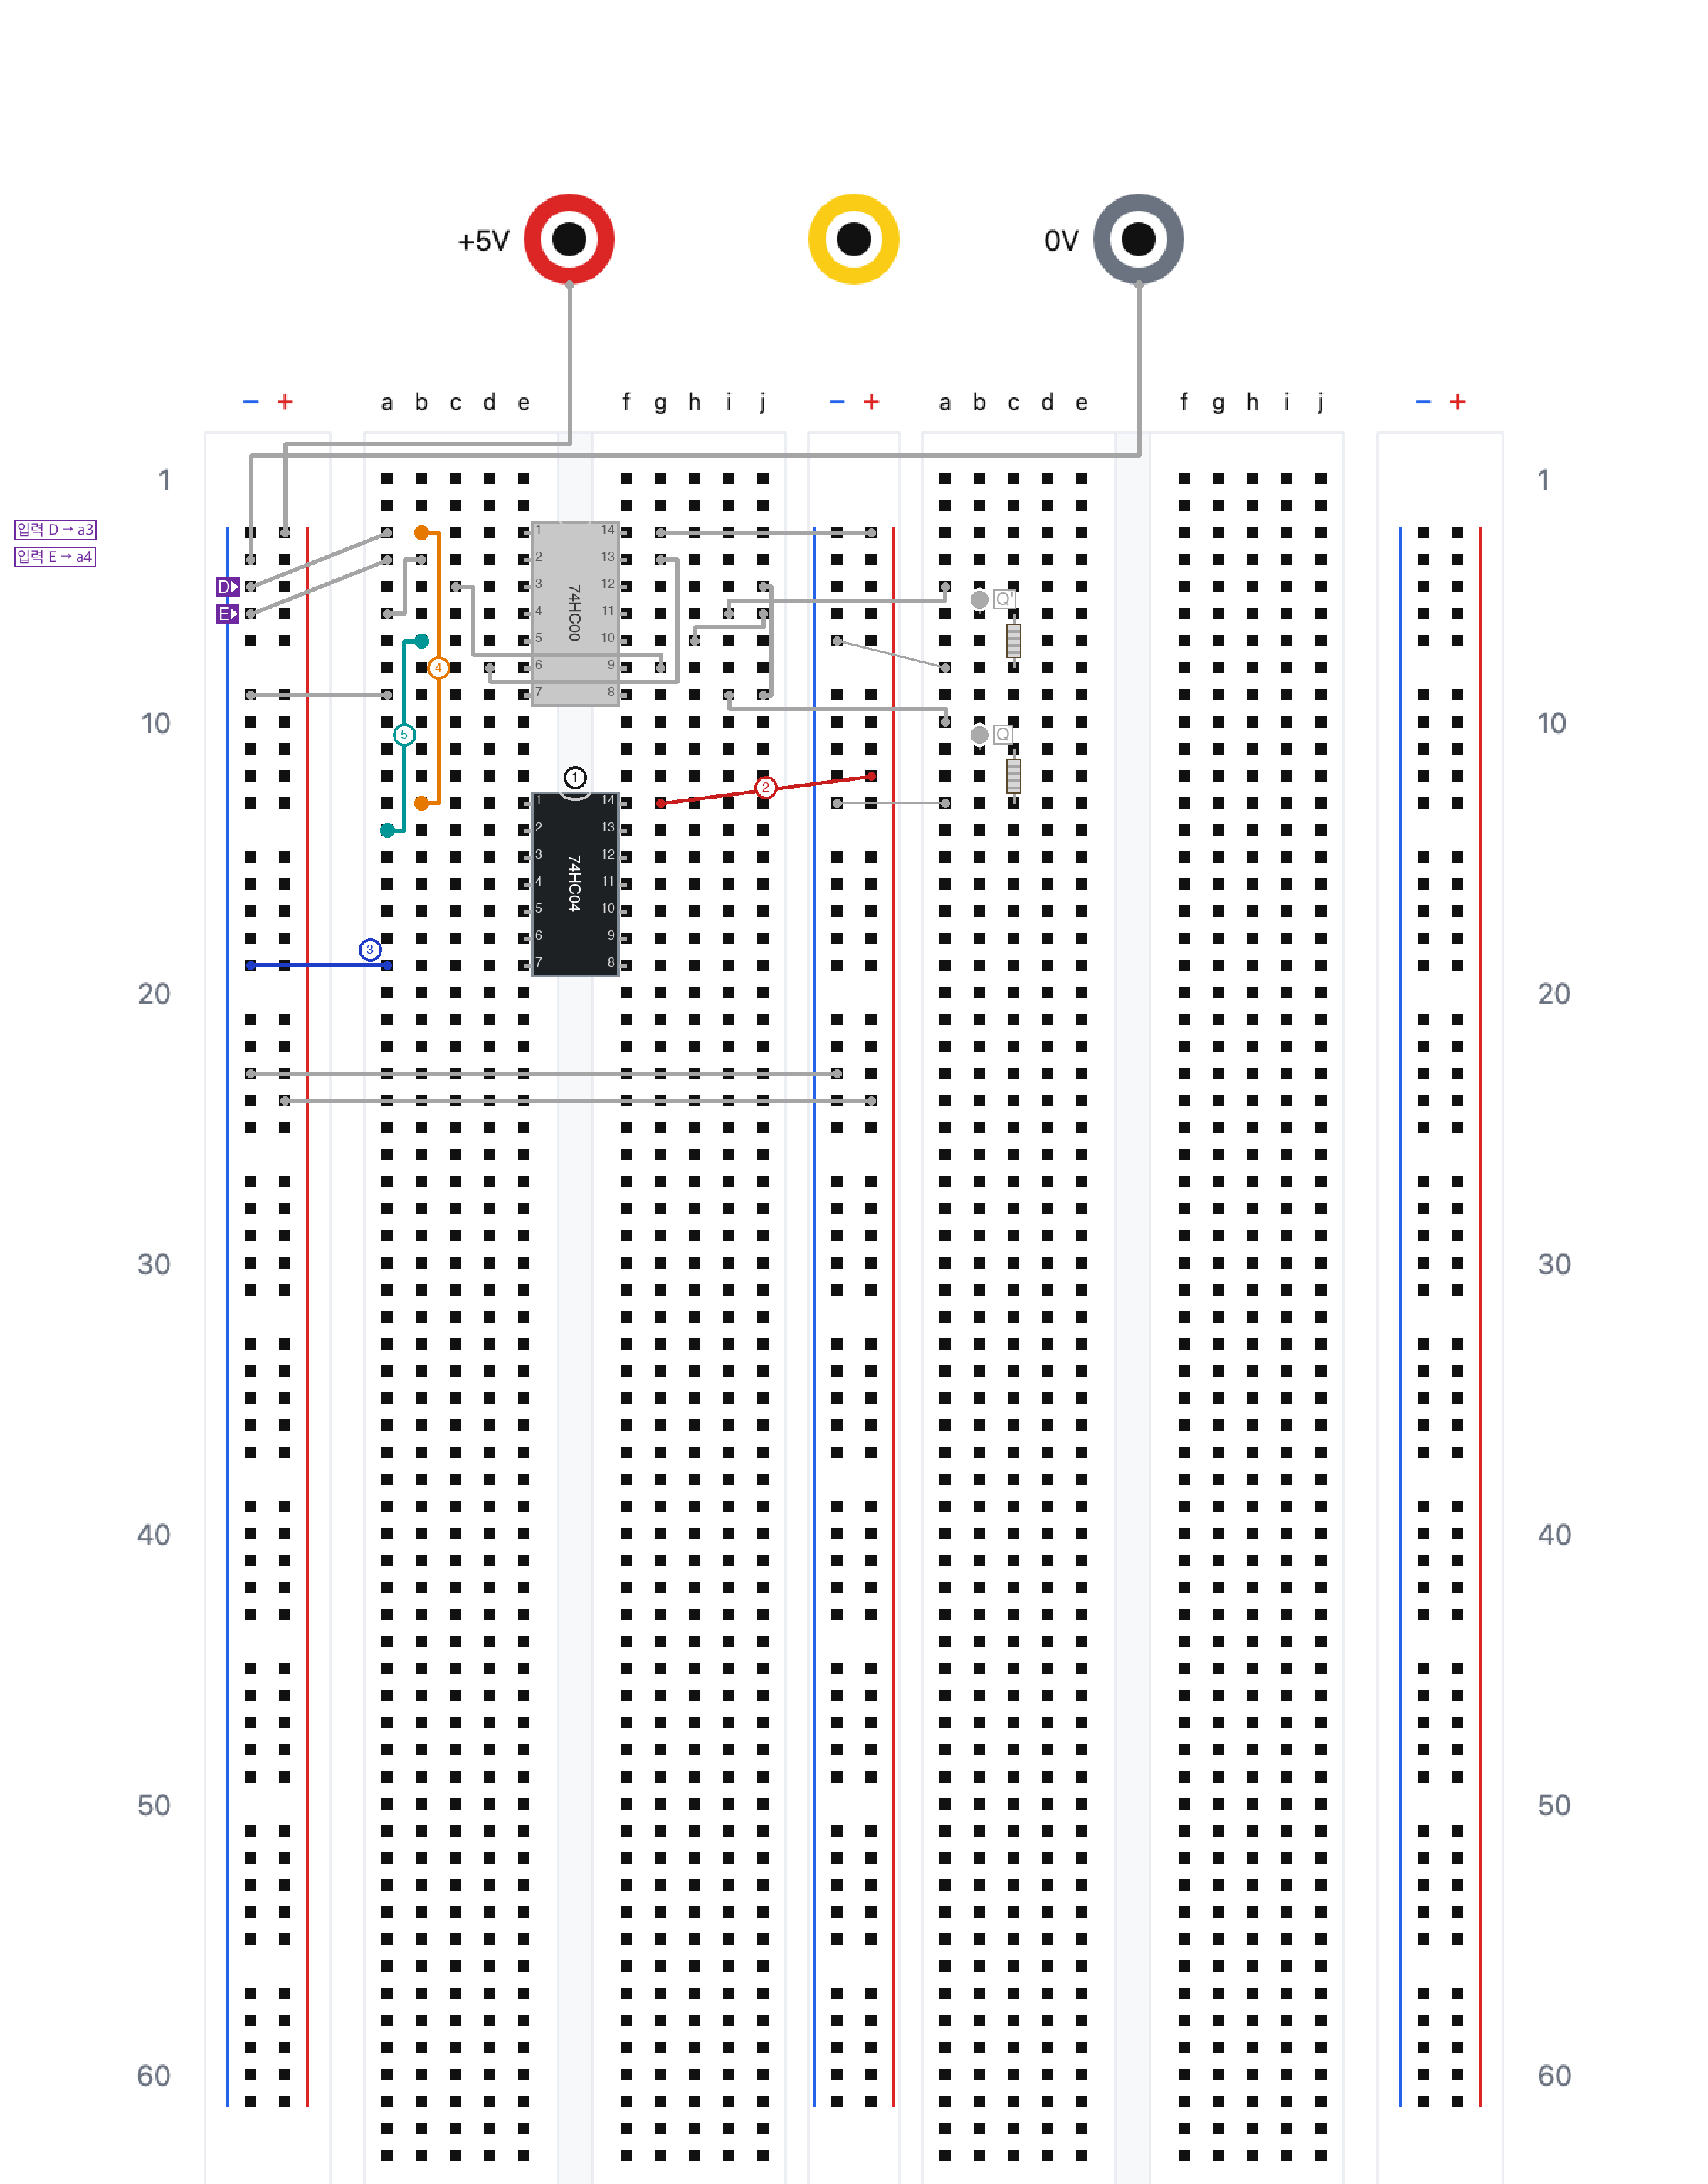 +5V 0V
− + a b c d e f g h i j − + a b c d e f g h i j − +
1 1
입력 D → a3
입력 E → a4
D
E
1 14
2 13
3 12
4 11
5 10
6 9
7 8
74HC00
Q'
4
10 10
5
Q
1
2
1 14
2 13
3 12
4 11
5 10
6 9
7 8
74HC04
3
20 20
30 30
40 40
50 50
60 60